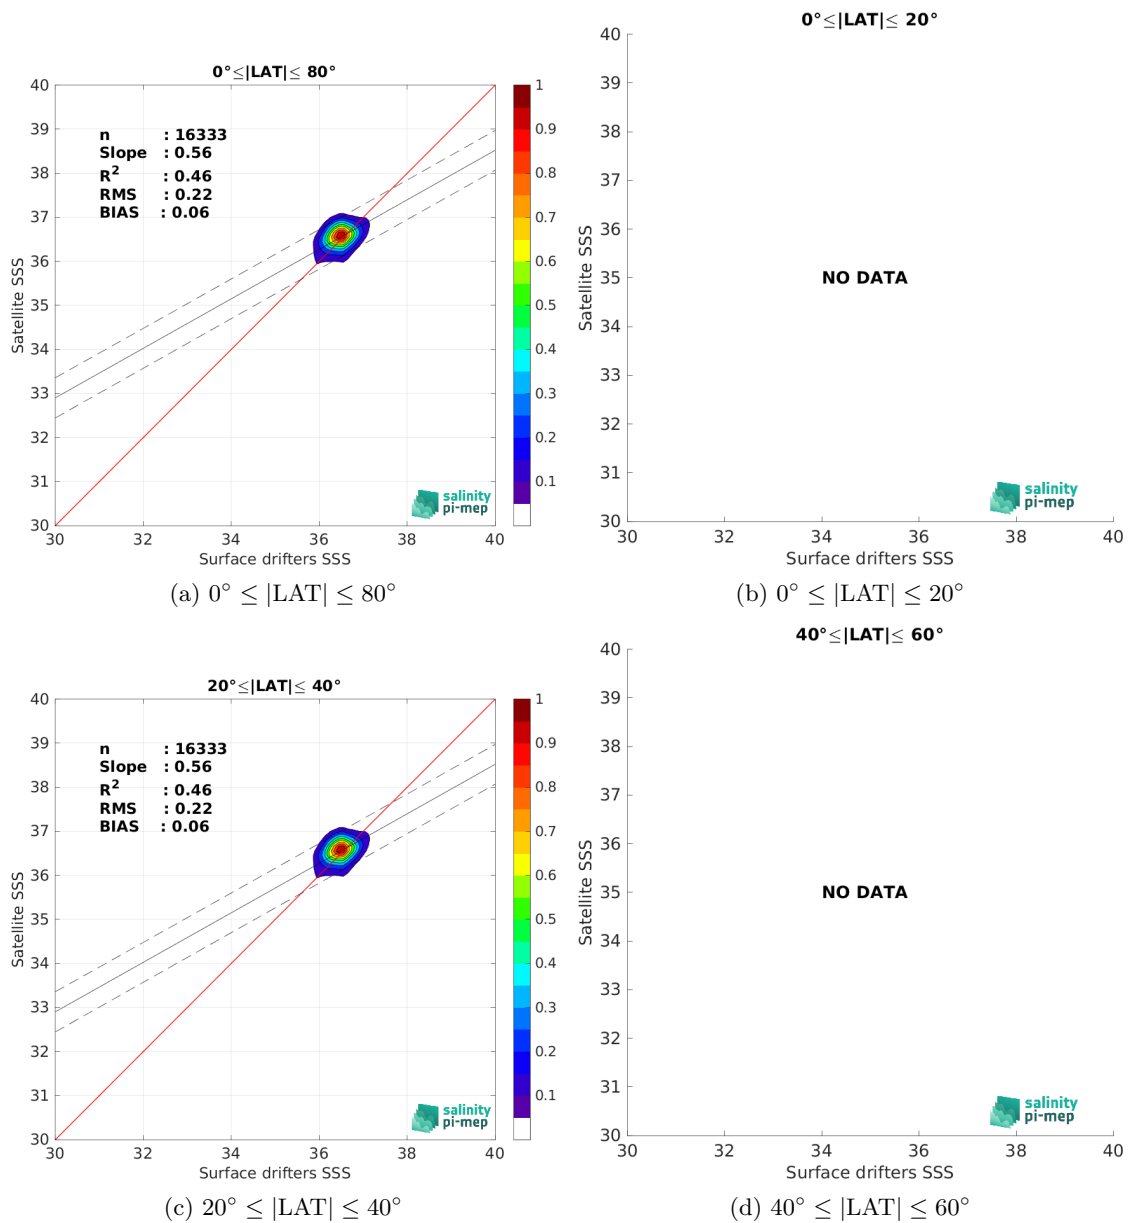 0°≤|LAT|≤ 80°
40
39
38
37
36
35
34
33
32
31
30
Satellite SSS
n : 16333
Slope : 0.56
R² : 0.46
RMS : 0.22
BIAS : 0.06
salinity
pi-mep
30 32 34 36 38 40
Surface drifters SSS
1
0.9
0.8
0.7
0.6
0.5
0.4
0.3
0.2
0.1
(a) 0° ≤ |LAT| ≤ 80°
0°≤|LAT|≤ 20°
40
39
38
37
36
35
34
33
32
31
30
Satellite SSS
NO DATA
salinity
pi-mep
30 32 34 36 38 40
Surface drifters SSS
(b) 0° ≤ |LAT| ≤ 20°
20°≤|LAT|≤ 40°
40
39
38
37
36
35
34
33
32
31
30
Satellite SSS
n : 16333
Slope : 0.56
R² : 0.46
RMS : 0.22
BIAS : 0.06
salinity
pi-mep
30 32 34 36 38 40
Surface drifters SSS
1
0.9
0.8
0.7
0.6
0.5
0.4
0.3
0.2
0.1
(c) 20° ≤ |LAT| ≤ 40°
40°≤|LAT|≤ 60°
40
39
38
37
36
35
34
33
32
31
30
Satellite SSS
NO DATA
salinity
pi-mep
30 32 34 36 38 40
Surface drifters SSS
(d) 40° ≤ |LAT| ≤ 60°